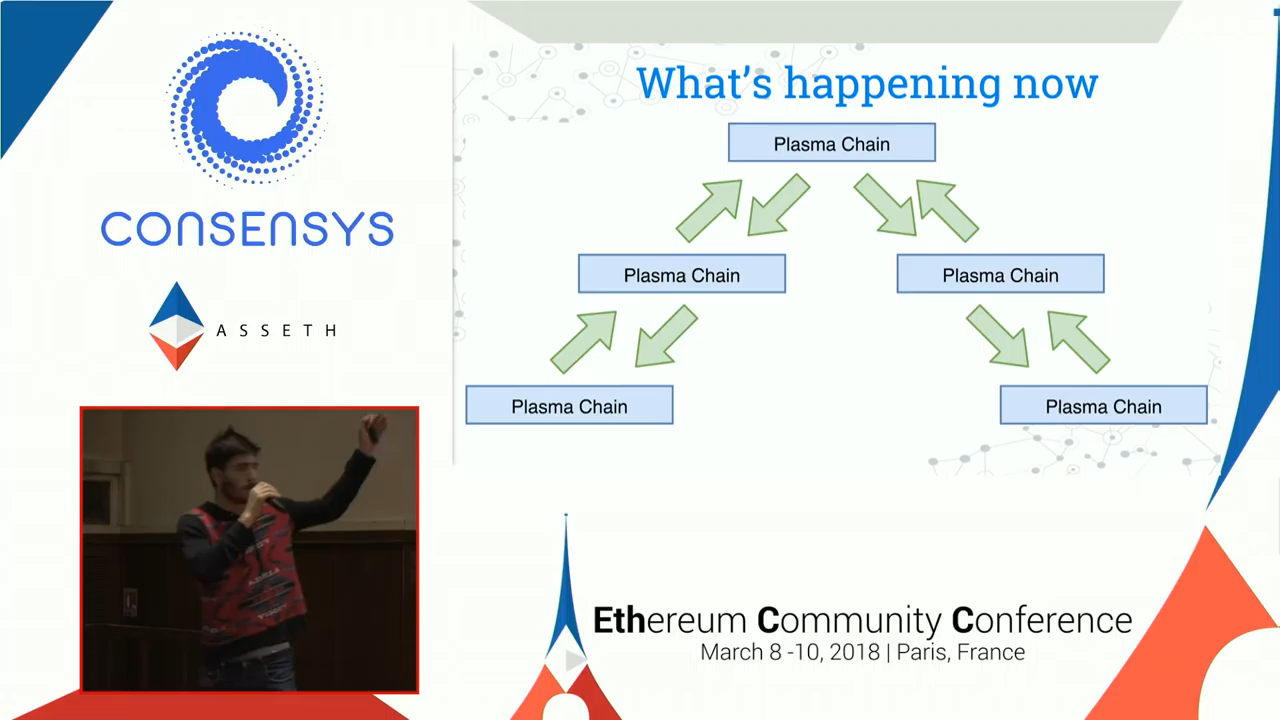 CONSENSYS
ASSETH
What's happening now
Plasma Chain
Plasma Chain
Plasma Chain
Plasma Chain
Plasma Chain
Ethereum Community Conference
March 8 -10, 2018 | Paris, France